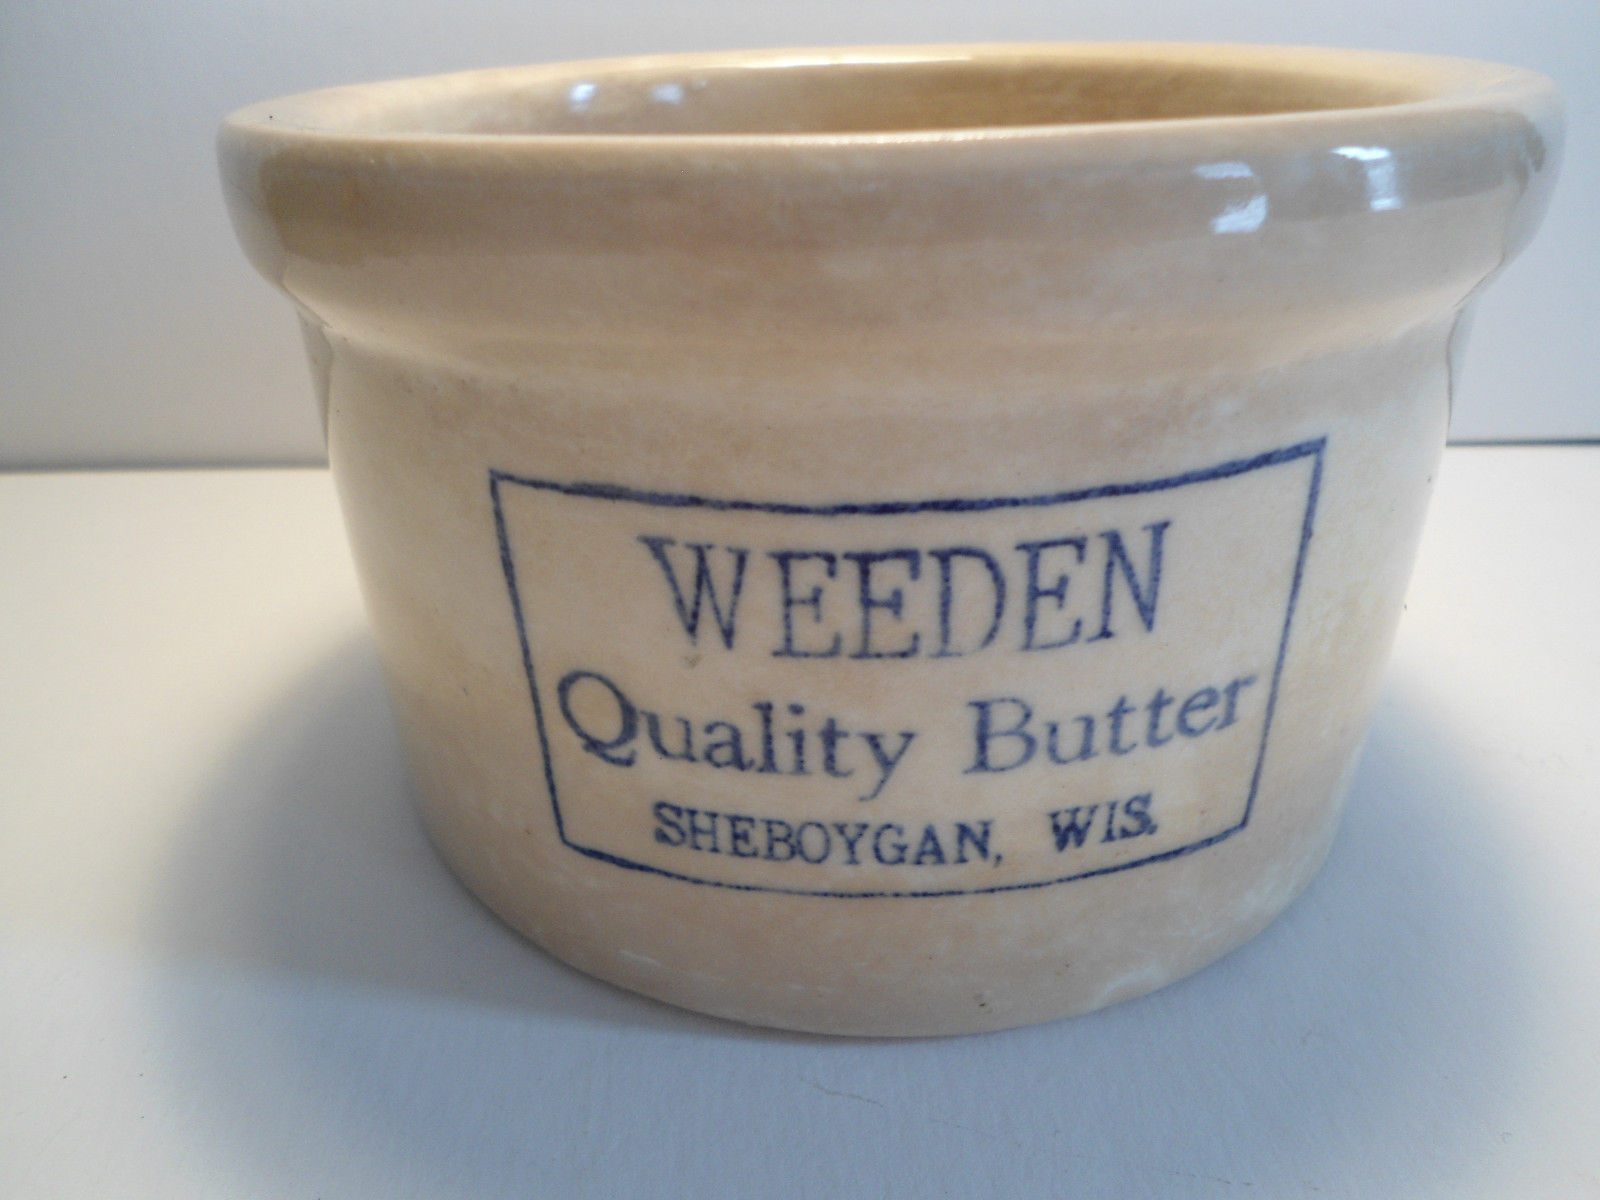 WEEDEN
Quality Butter
SHEBOYGAN, WIS.